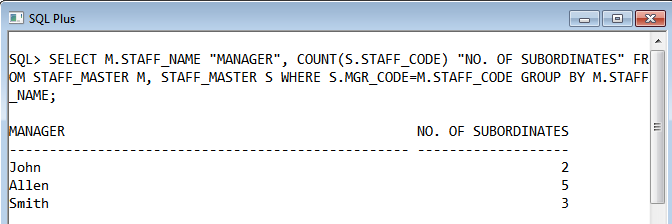 SQL Plus
SQL> SELECT M.STAFF_NAME "MANAGER", COUNT(S.STAFF_CODE) "NO. OF SUBORDINATES" FR
OM STAFF_MASTER M, STAFF_MASTER S WHERE S.MGR_CODE=M.STAFF_CODE GROUP BY M.STAFF
_NAME;
MANAGER NO. OF SUBORDINATES
-------------------------------------------------- -------------------
John 2
Allen 5
Smith 3